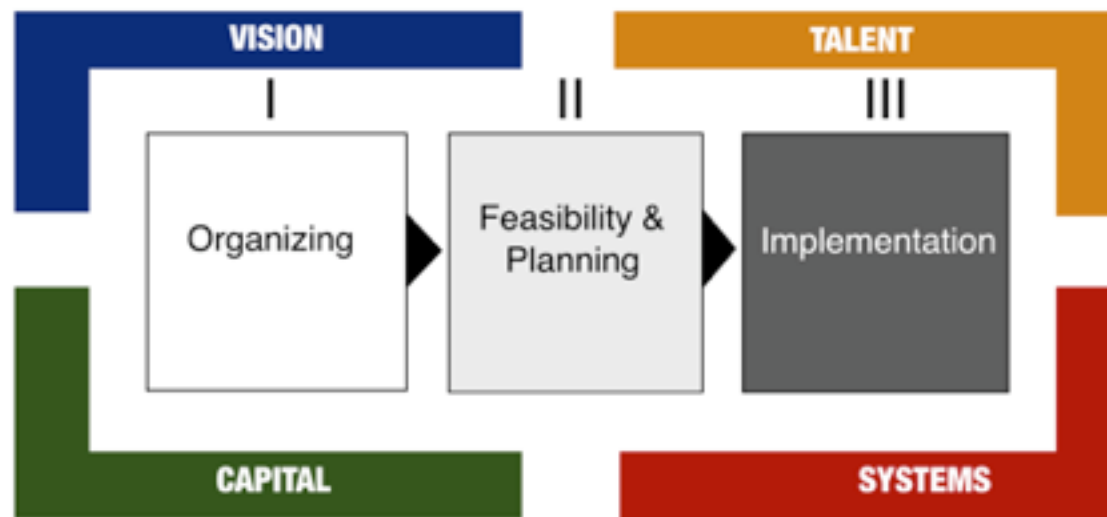 VISION
TALENT
I
II
III
Organizing
Feasibility &
Planning
Implementation
CAPITAL
SYSTEMS